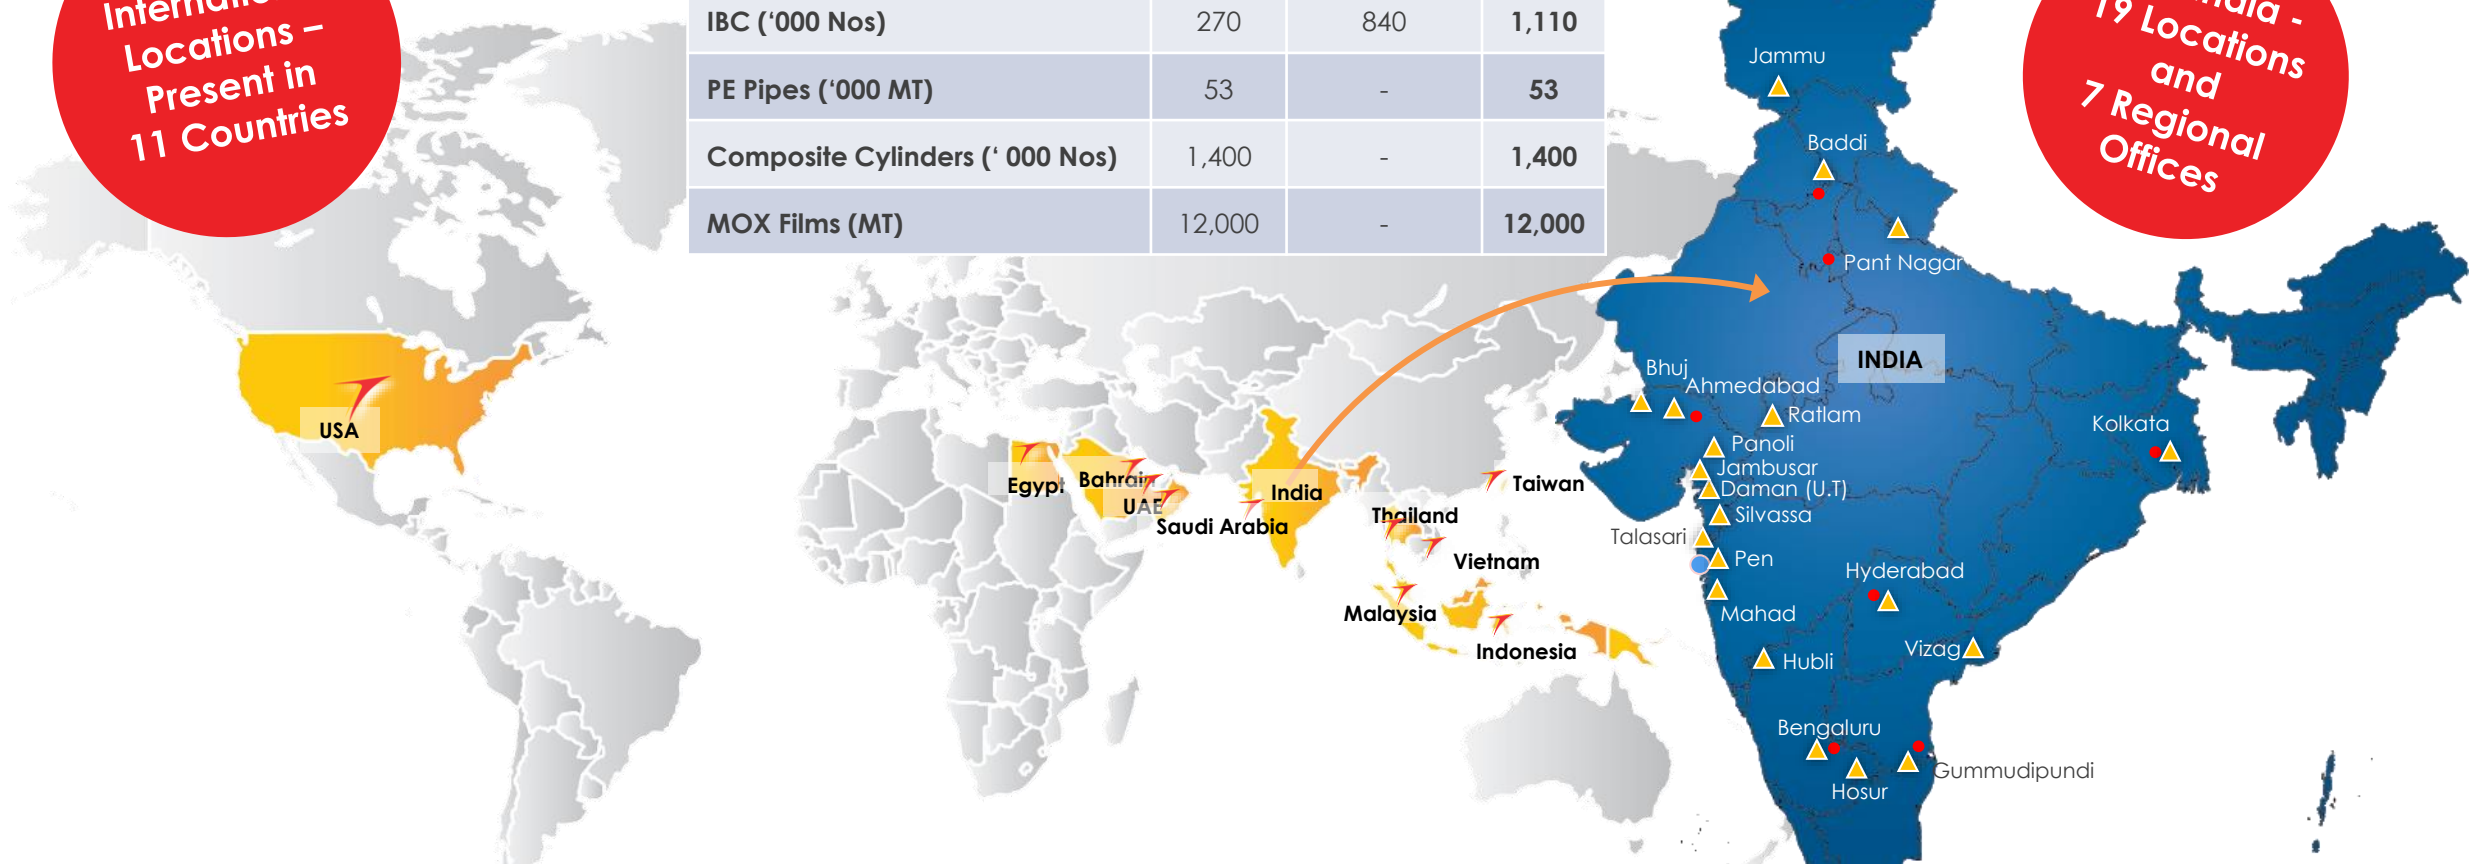 Locations –
Present in
11 Countries
IBC (‘000 Nos) 270 840 1,110
PE Pipes (‘000 MT) 53 - 53
Composite Cylinders (‘ 000 Nos) 1,400 - 1,400
MOX Films (MT) 12,000 - 12,000
19 Locations
and
7 Regional
Offices
USA
Egypt
Bahrain
UAE
Saudi Arabia
India
Taiwan
Thailand
Vietnam
Malaysia
Indonesia
Jammu
Baddi
Pant Nagar
INDIA
Bhuj
Ahmedabad
Ratlam
Kolkata
Panoli
Jambusar
Daman (U.T)
Silvassa
Talasari
Pen
Hyderabad
Mahad
Vizag
Hubli
Bengaluru
Gummudipundi
Hosur